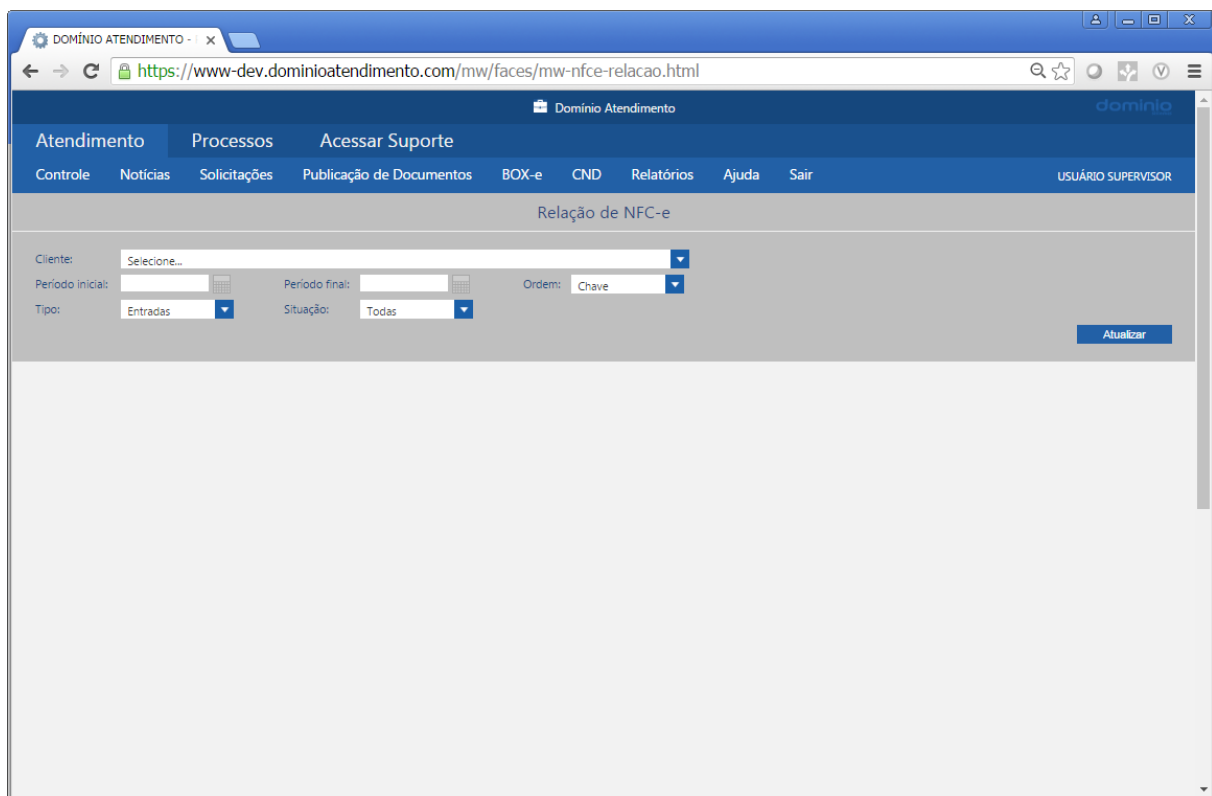 DOMÍNIO ATENDIMENTO -
https://www-dev.dominioatendimento.com/mw/faces/mw-nfce-relacao.html
Domínio Atendimento domínio
Atendimento Processos Acessar Suporte
Controle Notícias Solicitações Publicação de Documentos BOX-e CND Relatórios Ajuda Sair USUÁRIO SUPERVISOR
Relação de NFC-e
Cliente: Selecione...
Período inicial: Período final: Ordem: Chave
Tipo: Entradas Situação: Todas
Atualizar